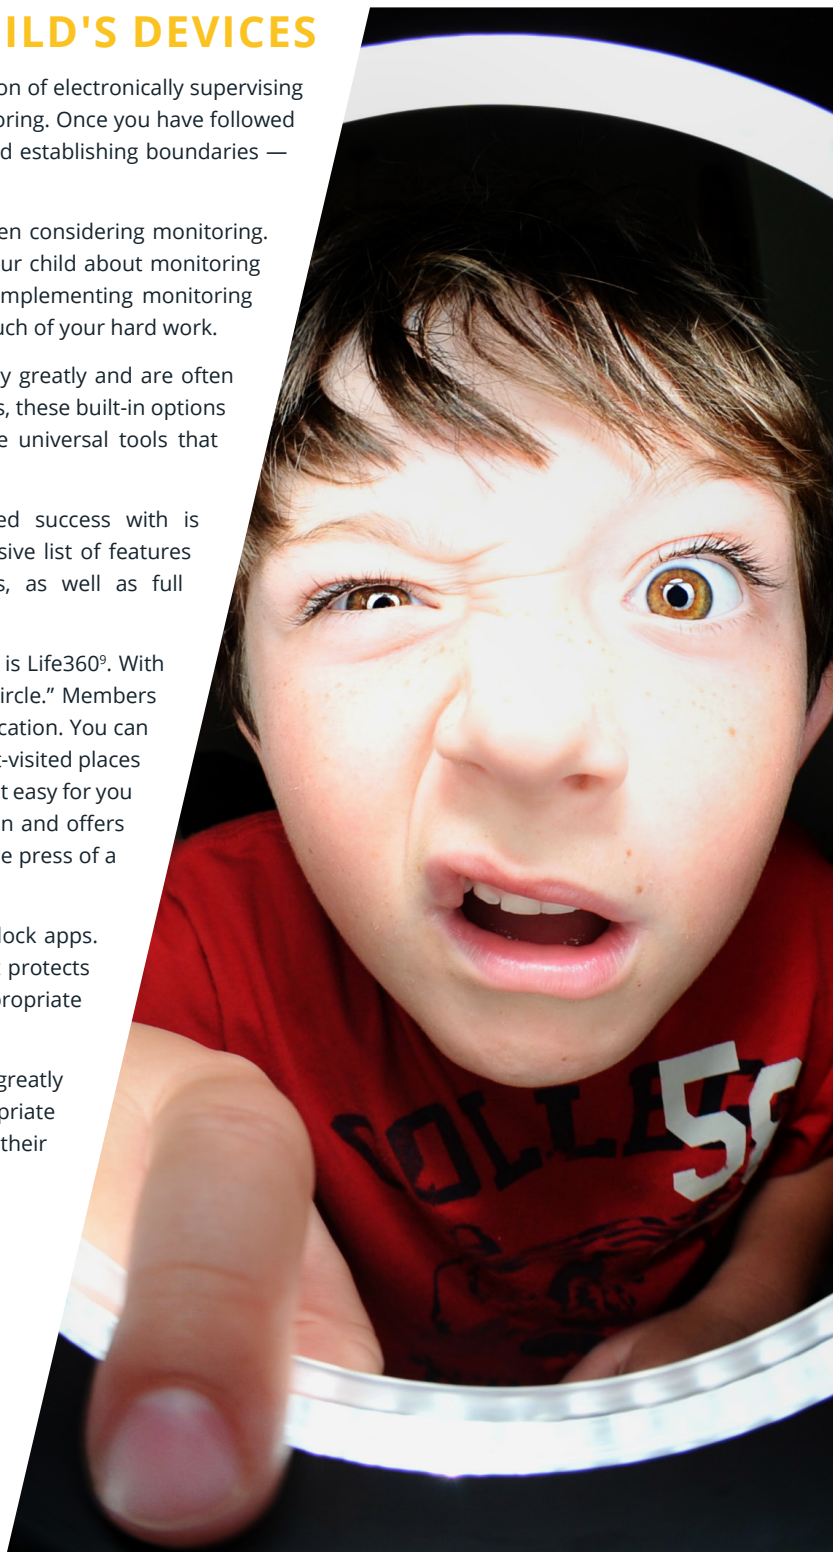 ILD'S DEVICES
on of electronically supervising
oring. Once you have followed
d establishing boundaries —
en considering monitoring.
ur child about monitoring
mplementing monitoring
uch of your hard work.
y greatly and are often
s, these built-in options
e universal tools that
ed success with is
sive list of features
s, as well as full
is Life360⁹. With
ircle.” Members
cation. You can
t-visited places
t easy for you
n and offers
e press of a
lock apps.
t protects
propriate
greatly
priate
their
COLLE
5